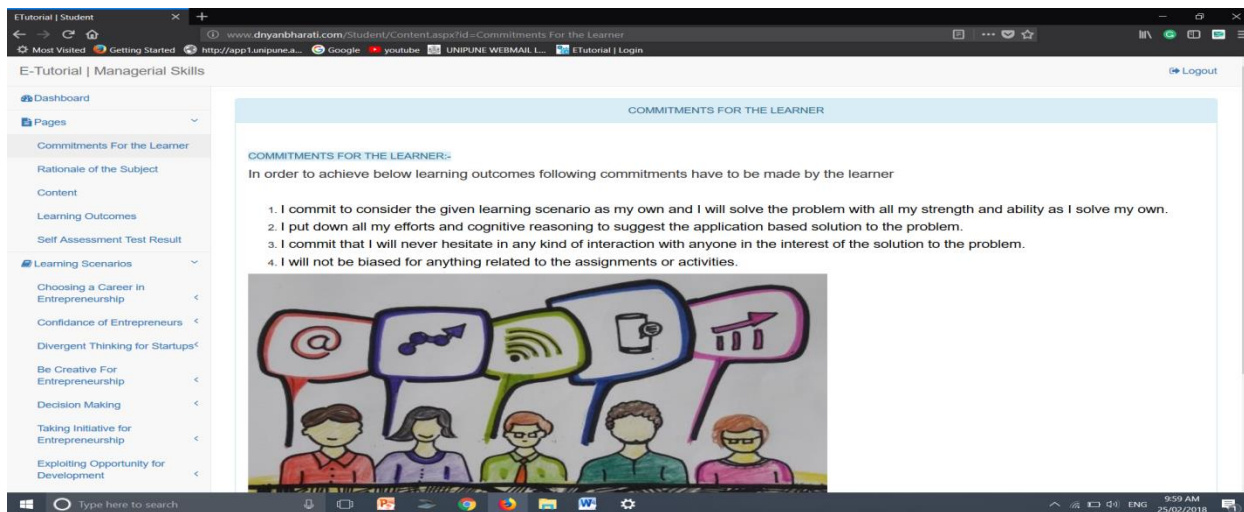 ETutorial | Student
www.dnyanbharati.com/Student/Content.aspx?id=Commitments For the Learner
Most Visited Getting Started http://app1.unipune.a... Google youtube UNIPUNE WEBMAIL L... ETutorial | Login
E-Tutorial | Managerial Skills
Logout
Dashboard
Pages
Commitments For the Learner
Rationale of the Subject
Content
Learning Outcomes
Self Assessment Test Result
Learning Scenarios
Choosing a Career in
Entrepreneurship
Confidance of Entrepreneurs
Divergent Thinking for Startups
Be Creative For
Entrepreneurship
Decision Making
Taking Initiative for
Entrepreneurship
Exploiting Opportunity for
Development
COMMITMENTS FOR THE LEARNER
COMMITMENTS FOR THE LEARNER:-
In order to achieve below learning outcomes following commitments have to be made by the learner
1. I commit to consider the given learning scenario as my own and I will solve the problem with all my strength and ability as I solve my own.
2. I put down all my efforts and cognitive reasoning to suggest the application based solution to the problem.
3. I commit that I will never hesitate in any kind of interaction with anyone in the interest of the solution to the problem.
4. I will not be biased for anything related to the assignments or activities.
@
Type here to search
ENG
9:59 AM
25/02/2018